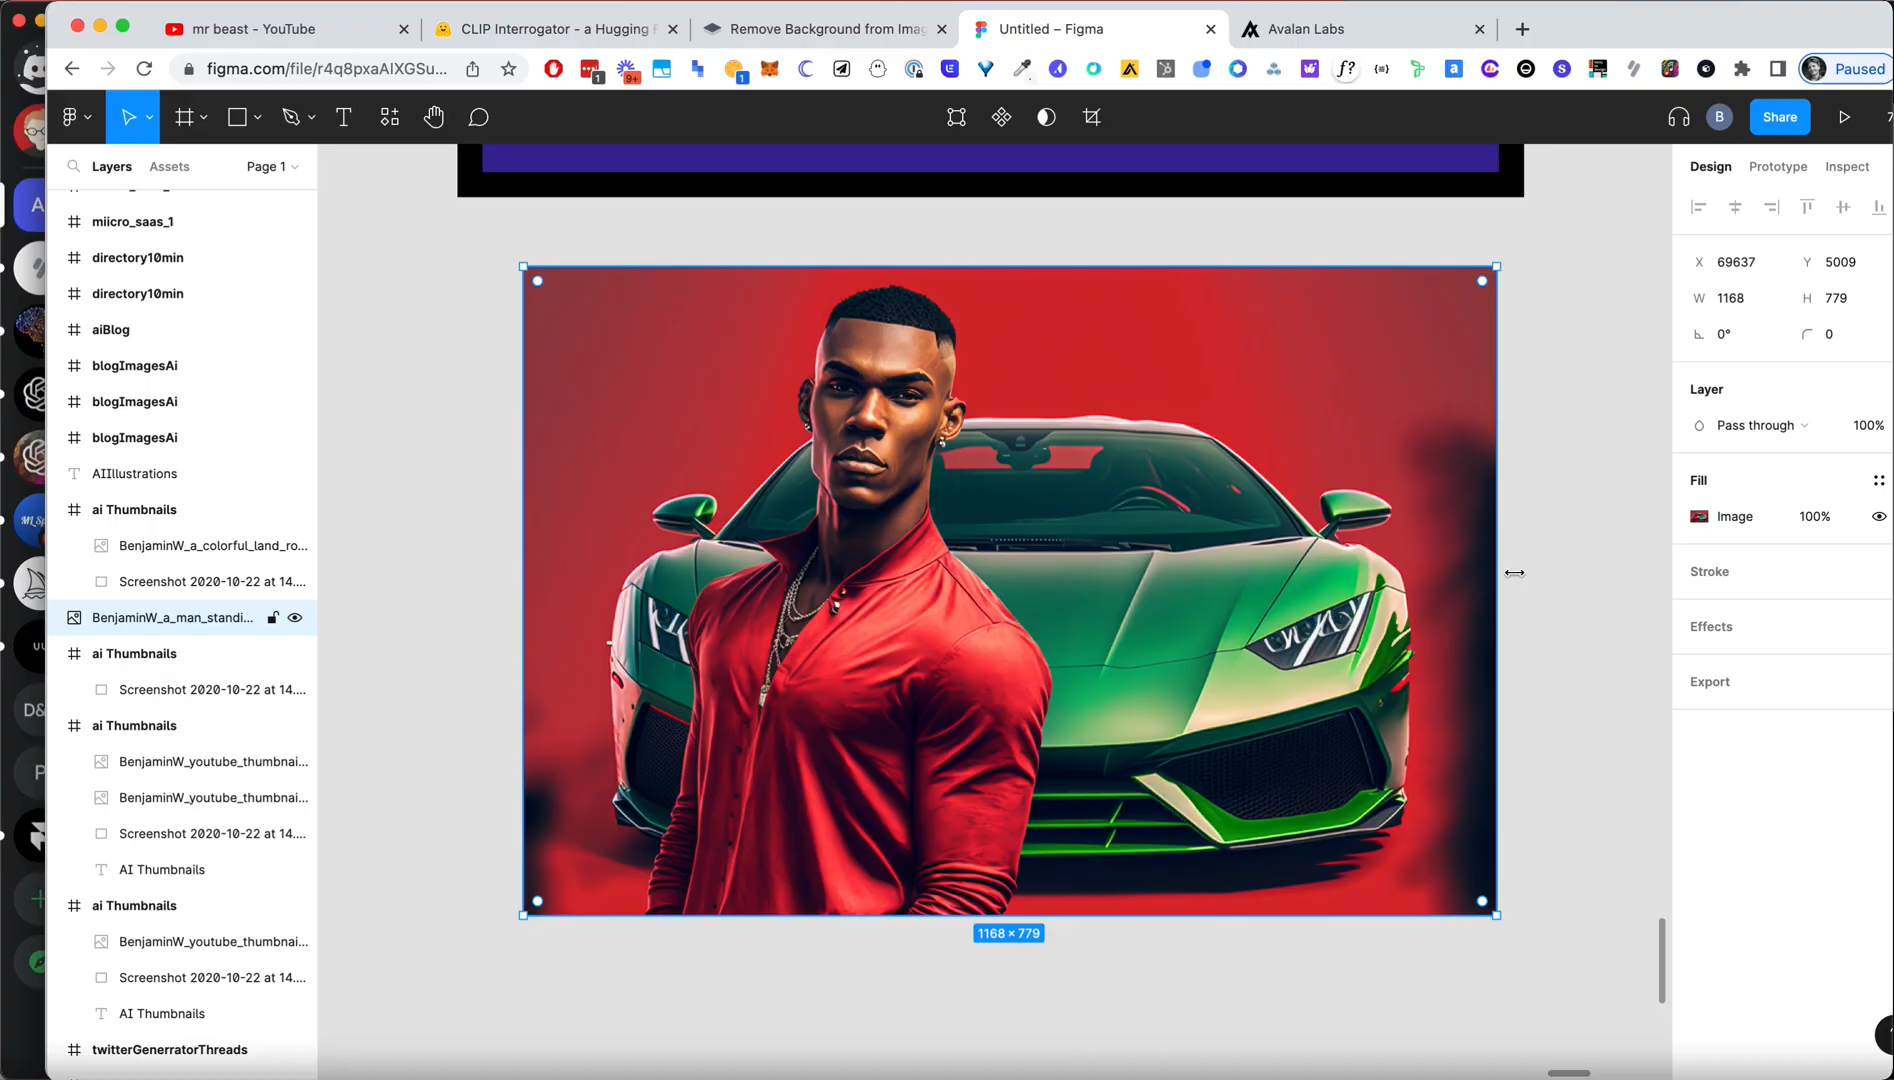 mr beast - YouTube
CLIP Interrogator - a Hugging F
Remove Background from Imag
Untitled – Figma
Avalan Labs
figma.com/file/r4q8pxaAIXGSu...
1
9+
1
Paused
B
Share
Layers
Assets
Page 1
Design
Prototype
Inspect
miicro_saas_1
directory10min
directory10min
aiBlog
blogImagesAi
blogImagesAi
blogImagesAi
AIIllustrations
ai Thumbnails
BenjaminW_a_colorful_land_ro...
Screenshot 2020-10-22 at 14....
BenjaminW_a_man_standi...
ai Thumbnails
Screenshot 2020-10-22 at 14....
ai Thumbnails
BenjaminW_youtube_thumbnai...
BenjaminW_youtube_thumbnai...
Screenshot 2020-10-22 at 14....
AI Thumbnails
ai Thumbnails
BenjaminW_youtube_thumbnai...
Screenshot 2020-10-22 at 14....
AI Thumbnails
twitterGenerratorThreads
1168 × 779
X 69637 Y 5009
W 1168 H 779
0° 0
Layer
Pass through 100%
Fill
Image 100%
Stroke
Effects
Export